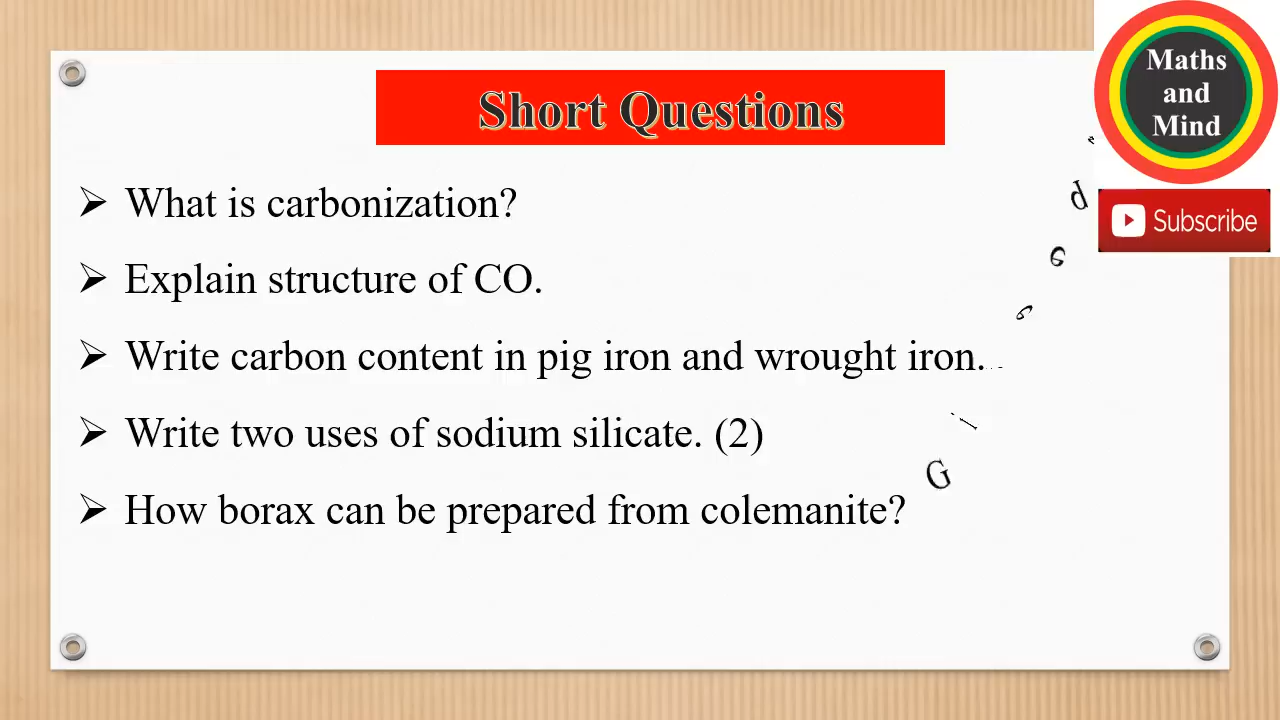 Short Questions
Maths
and
Mind
Subscribe
➢ What is carbonization?
➢ Explain structure of CO.
➢ Write carbon content in pig iron and wrought iron.
➢ Write two uses of sodium silicate. (2)
➢ How borax can be prepared from colemanite?